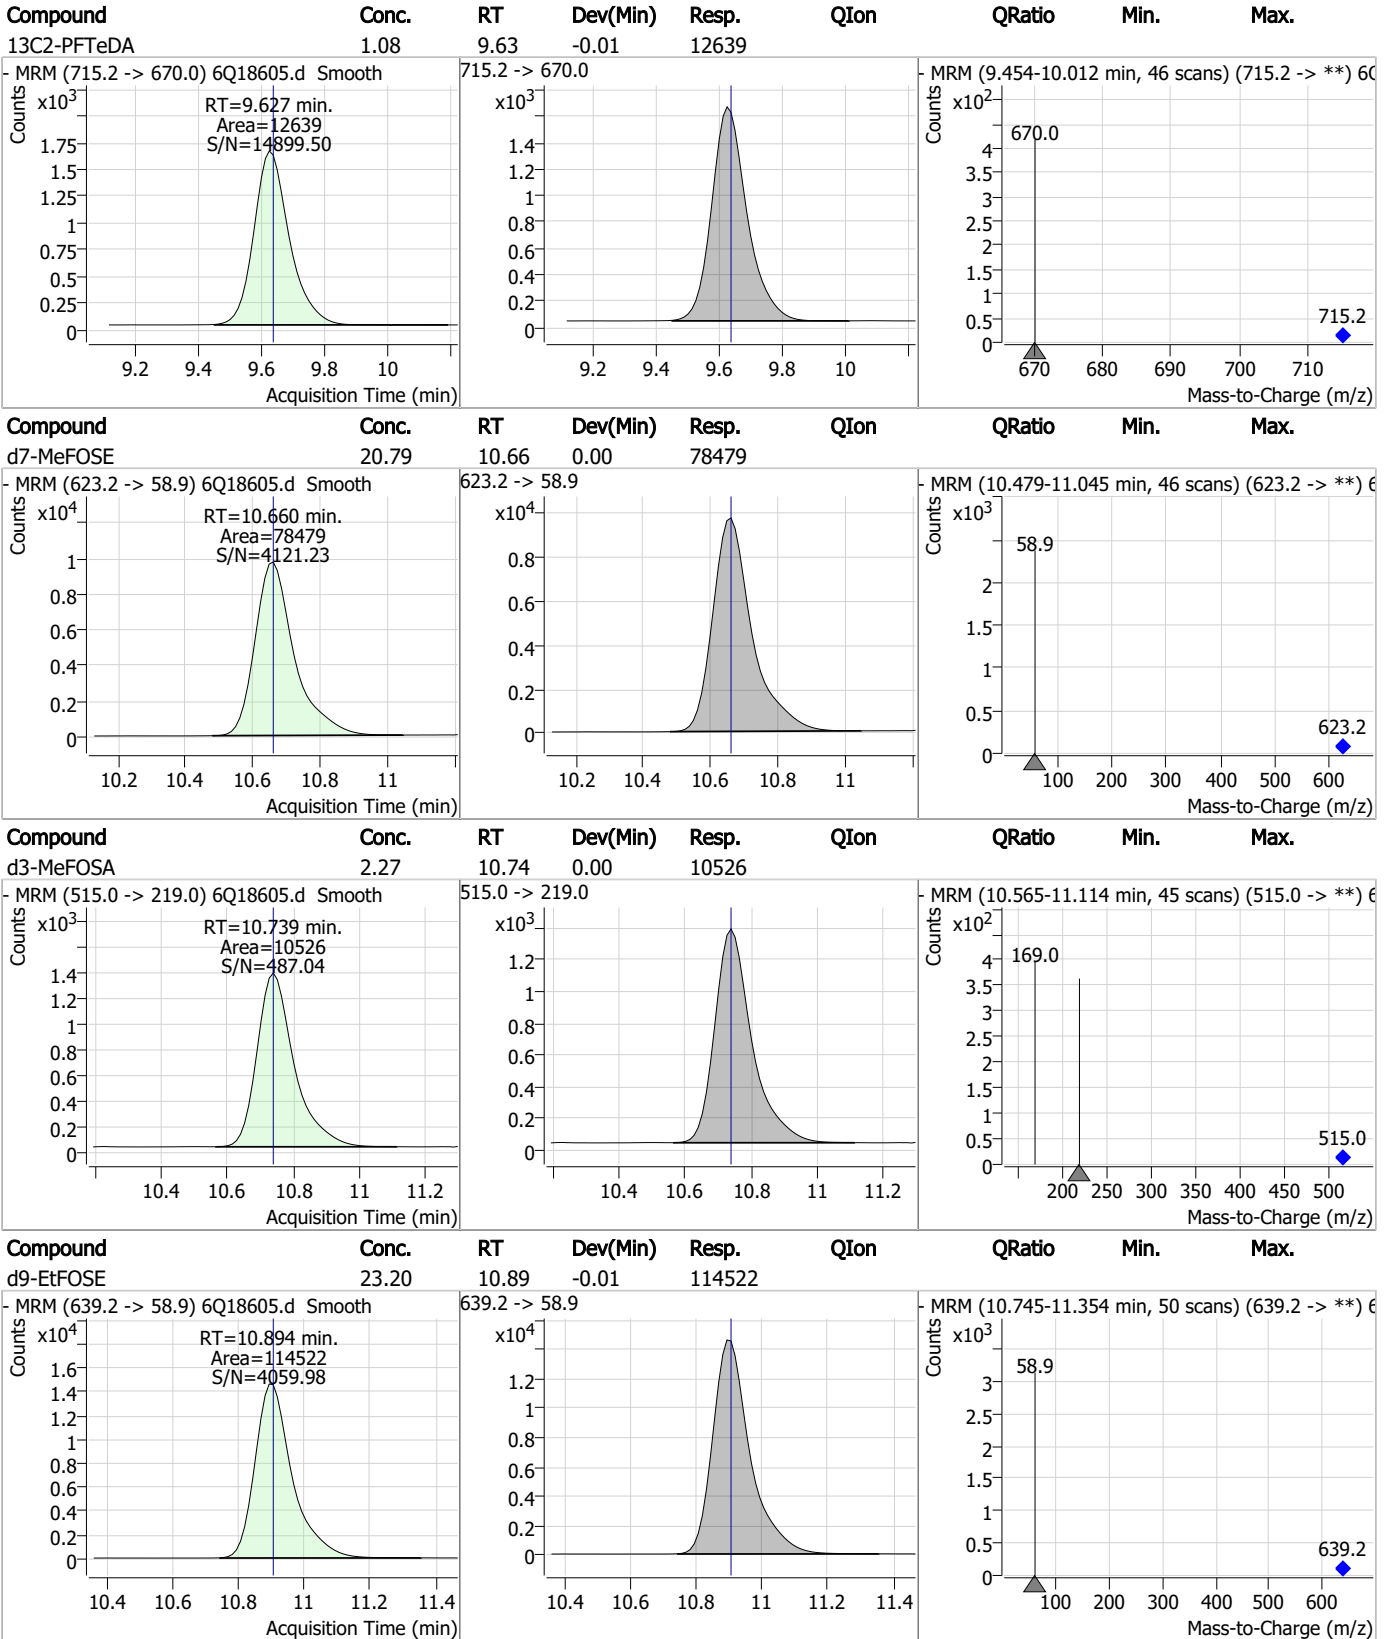 Compound Conc. RT Dev(Min) Resp. QIon QRatio Min. Max.
13C2-PFTeDA 1.08 9.63 -0.01 12639
- MRM (715.2 -> 670.0) 6Q18605.d Smooth
Counts
x10³
RT=9.627 min.
Area=12639
S/N=14899.50
1.75
1.5
1.25
1
0.75
0.5
0.25
0
9.2 9.4 9.6 9.8 10
Acquisition Time (min)
715.2 -> 670.0
x10³
1.4
1.2
1
0.8
0.6
0.4
0.2
0
9.2 9.4 9.6 9.8 10
- MRM (9.454-10.012 min, 46 scans) (715.2 -> **) 6Q
Counts
x10²
670.0
4
3.5
3
2.5
2
1.5
1
0.5
0
715.2
670 680 690 700 710
Mass-to-Charge (m/z)
Compound Conc. RT Dev(Min) Resp. QIon QRatio Min. Max.
d7-MeFOSE 20.79 10.66 0.00 78479
- MRM (623.2 -> 58.9) 6Q18605.d Smooth
Counts
x10⁴
RT=10.660 min.
Area=78479
S/N=4121.23
1
0.8
0.6
0.4
0.2
0
10.2 10.4 10.6 10.8 11
Acquisition Time (min)
623.2 -> 58.9
x10⁴
0.8
0.6
0.4
0.2
0
10.2 10.4 10.6 10.8 11
- MRM (10.479-11.045 min, 46 scans) (623.2 -> **) 6
Counts
x10³
58.9
2
1.5
1
0.5
0
623.2
100 200 300 400 500 600
Mass-to-Charge (m/z)
Compound Conc. RT Dev(Min) Resp. QIon QRatio Min. Max.
d3-MeFOSA 2.27 10.74 0.00 10526
- MRM (515.0 -> 219.0) 6Q18605.d Smooth
Counts
x10³
RT=10.739 min.
Area=10526
S/N=487.04
1.4
1.2
1
0.8
0.6
0.4
0.2
0
10.4 10.6 10.8 11 11.2
Acquisition Time (min)
515.0 -> 219.0
x10³
1.2
1
0.8
0.6
0.4
0.2
0
10.4 10.6 10.8 11 11.2
- MRM (10.565-11.114 min, 45 scans) (515.0 -> **) 6
Counts
x10²
169.0
4
3.5
3
2.5
2
1.5
1
0.5
0
515.0
200 250 300 350 400 450 500
Mass-to-Charge (m/z)
Compound Conc. RT Dev(Min) Resp. QIon QRatio Min. Max.
d9-EtFOSE 23.20 10.89 -0.01 114522
- MRM (639.2 -> 58.9) 6Q18605.d Smooth
Counts
x10⁴
RT=10.894 min.
Area=114522
S/N=4059.98
1.6
1.4
1.2
1
0.8
0.6
0.4
0.2
0
10.4 10.6 10.8 11 11.2 11.4
Acquisition Time (min)
639.2 -> 58.9
x10⁴
1.2
1
0.8
0.6
0.4
0.2
0
10.4 10.6 10.8 11 11.2 11.4
- MRM (10.745-11.354 min, 50 scans) (639.2 -> **) 6
Counts
x10³
58.9
3
2.5
2
1.5
1
0.5
0
639.2
100 200 300 400 500 600
Mass-to-Charge (m/z)